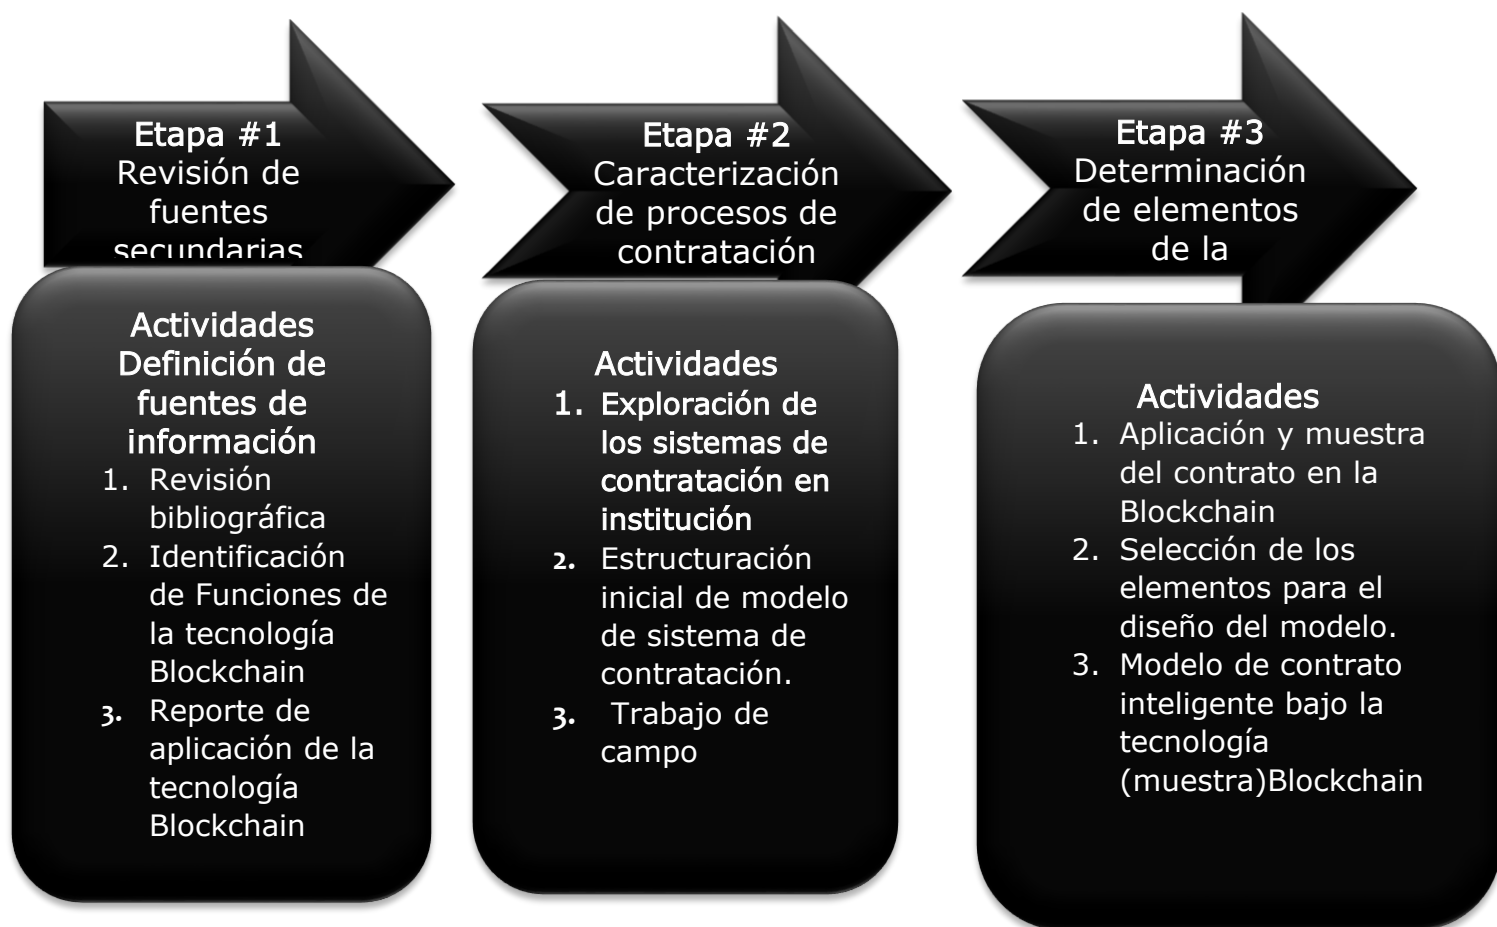 Etapa #1
Revisión de
fuentes
secundarias
Actividades
Definición de
fuentes de
información
1. Revisión
bibliográfica
2. Identificación
de Funciones de
la tecnología
Blockchain
3. Reporte de
aplicación de la
tecnología
Blockchain
Etapa #2
Caracterización
de procesos de
contratación
Actividades
1. Exploración de
los sistemas de
contratación en
institución
2. Estructuración
inicial de modelo
de sistema de
contratación.
3. Trabajo de
campo
Etapa #3
Determinación
de elementos
de la
Actividades
1. Aplicación y muestra
del contrato en la
Blockchain
2. Selección de los
elementos para el
diseño del modelo.
3. Modelo de contrato
inteligente bajo la
tecnología
(muestra)Blockchain